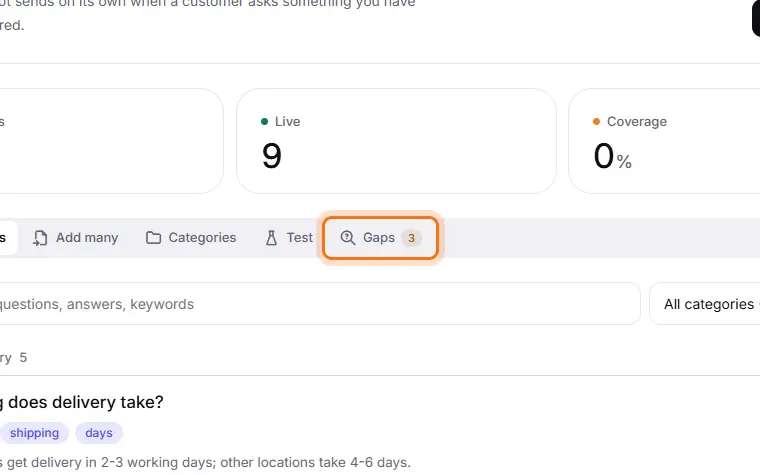 ot sends on its own when a customer asks something you have
red.
s
Live
Coverage
9
0%
s
Add many
Categories
Test
Gaps 3
questions, answers, keywords
All categories
ry 5
g does delivery take?
shipping
days
s get delivery in 2-3 working days; other locations take 4-6 days.